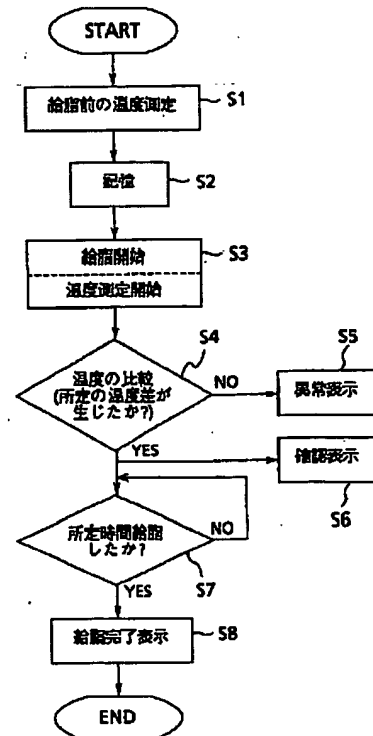 START
給脂前の温度測定
S1
記憶
S2
給脂開始
温度測定開始
S3
S4
温度の比較
(所定の温度差が
生じたか?)
NO
S5
異常表示
YES
確認表示
S6
所定時間給脂
したか?
NO
S7
YES
給脂完了表示
S8
END